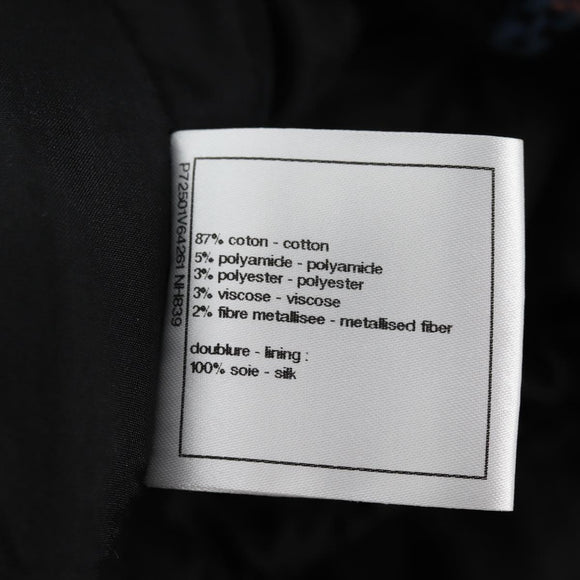 P72501V64261 NH839
87% coton - cotton
5% polyamide - polyamide
3% polyester - polyester
3% viscose - viscose
2% fibre metallisee - metallised fiber
doublure - lining :
100% soie - silk